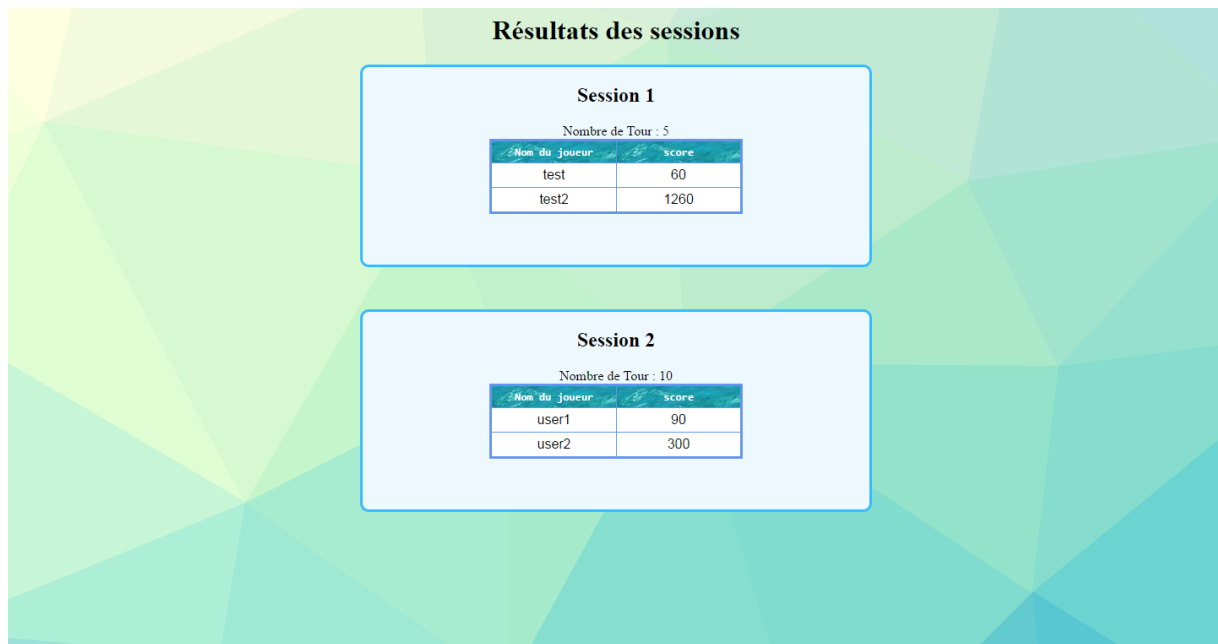 Résultats des sessions
Session 1
Nombre de Tour : 5
Nom du joueur score
test 60
test2 1260
Session 2
Nombre de Tour : 10
Nom du joueur score
user1 90
user2 300